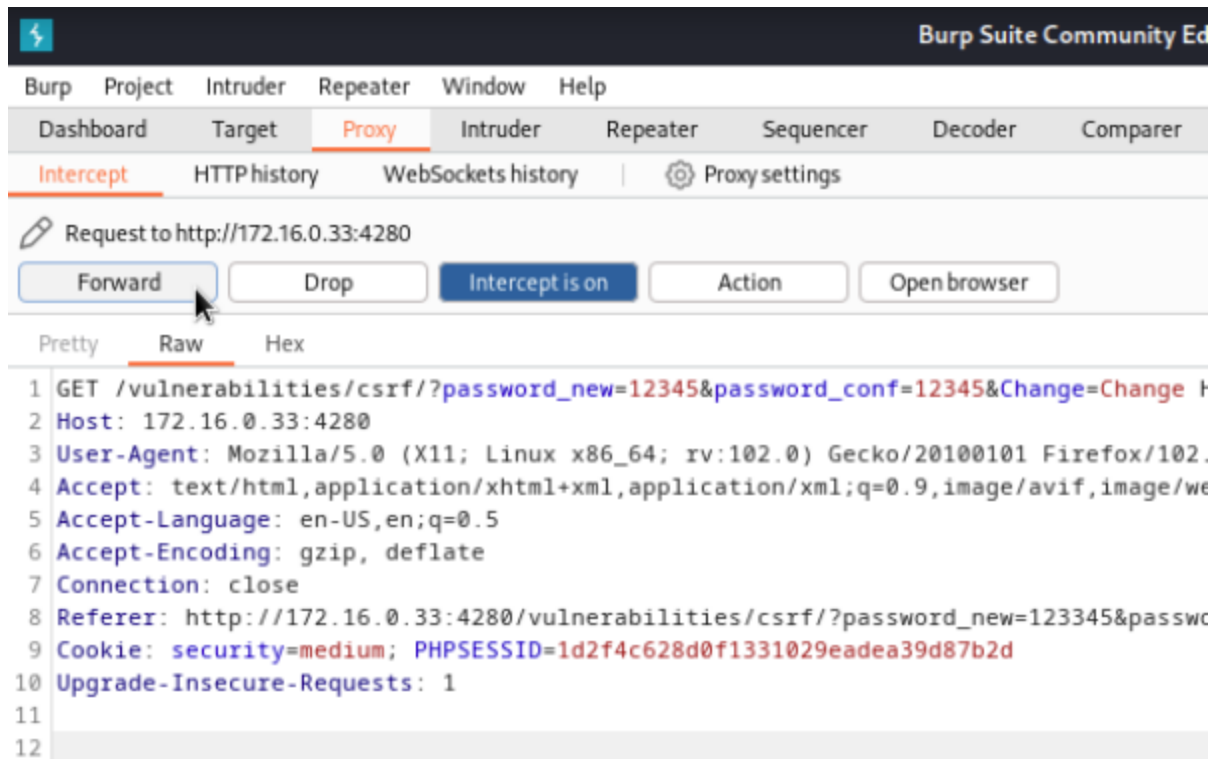 Burp Suite Community Ed
Burp Project Intruder Repeater Window Help
Dashboard Target Proxy Intruder Repeater Sequencer Decoder Comparer
Intercept HTTP history WebSockets history Proxy settings
Request to http://172.16.0.33:4280
Forward Drop Intercept is on Action Open browser
Pretty Raw Hex
1 GET /vulnerabilities/csrf/?password_new=12345&password_conf=12345&Change=Change H
2 Host: 172.16.0.33:4280
3 User-Agent: Mozilla/5.0 (X11; Linux x86_64; rv:102.0) Gecko/20100101 Firefox/102.
4 Accept: text/html,application/xhtml+xml,application/xml;q=0.9,image/avif,image/we
5 Accept-Language: en-US,en;q=0.5
6 Accept-Encoding: gzip, deflate
7 Connection: close
8 Referer: http://172.16.0.33:4280/vulnerabilities/csrf/?password_new=123345&passwo
9 Cookie: security=medium; PHPSESSID=1d2f4c628d0f1331029eadea39d87b2d
10 Upgrade-Insecure-Requests: 1
11
12